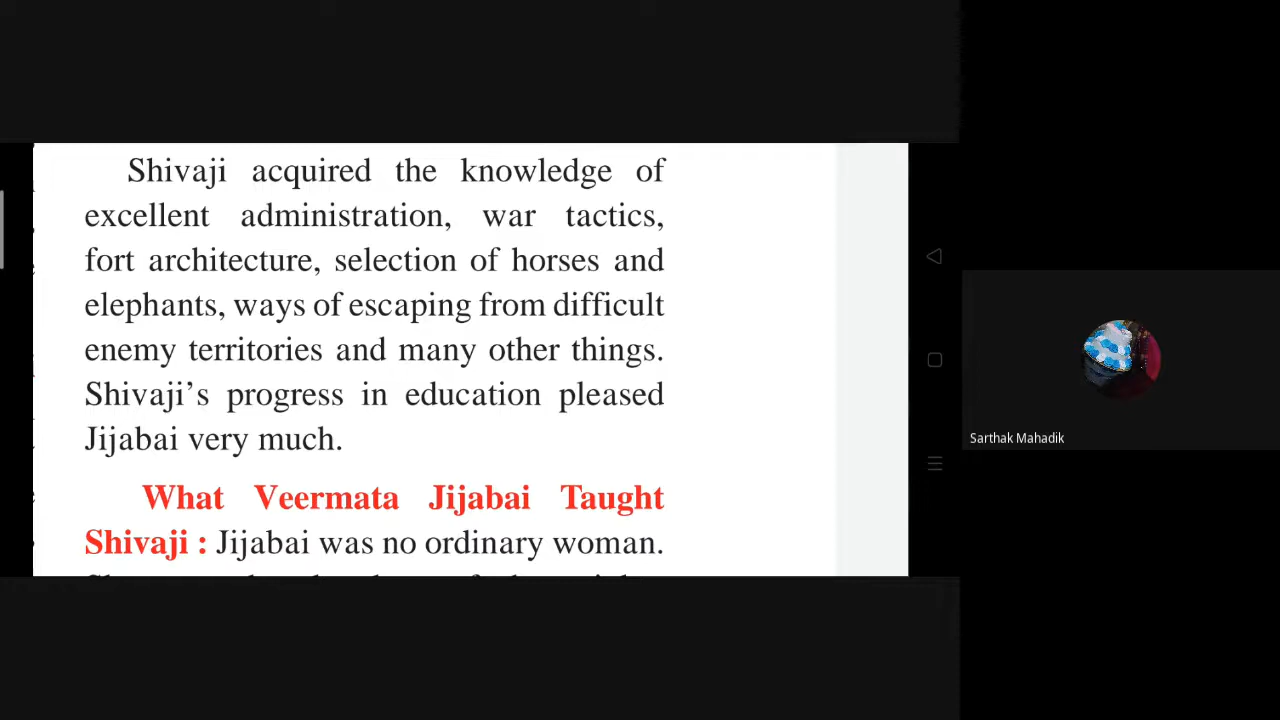 Shivaji acquired the knowledge of
excellent administration, war tactics,
fort architecture, selection of horses and
elephants, ways of escaping from difficult
enemy territories and many other things.
Shivaji’s progress in education pleased
Jijabai very much.
What Veermata Jijabai Taught
Shivaji : Jijabai was no ordinary woman.
Sarthak Mahadik